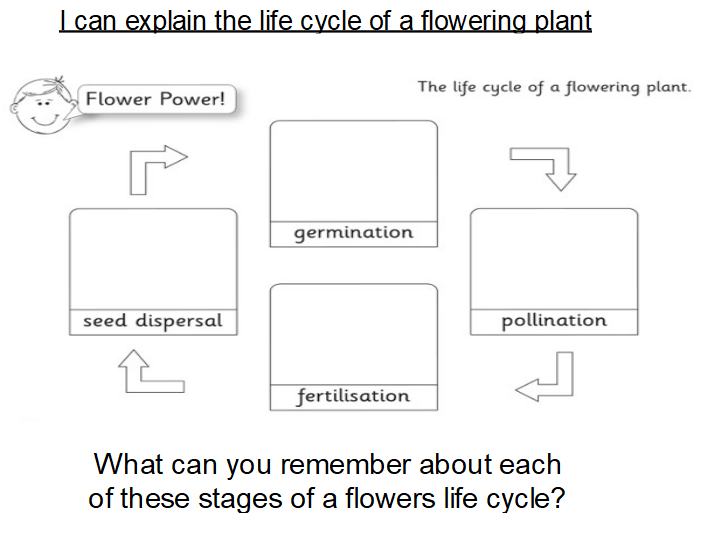 I can explain the life cycle of a flowering plant
Flower Power!
The life cycle of a flowering plant.
germination
seed dispersal
pollination
fertilisation
What can you remember about each
of these stages of a flowers life cycle?